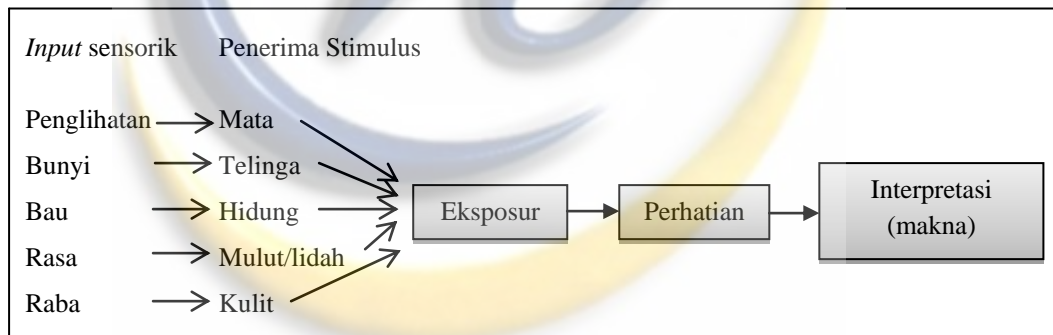 Input sensorik Penerima Stimulus
Penglihatan Mata
Bunyi Telinga
Bau Hidung
Rasa Mulut/lidah
Raba Kulit
Eksposur
Perhatian
Interpretasi
(makna)